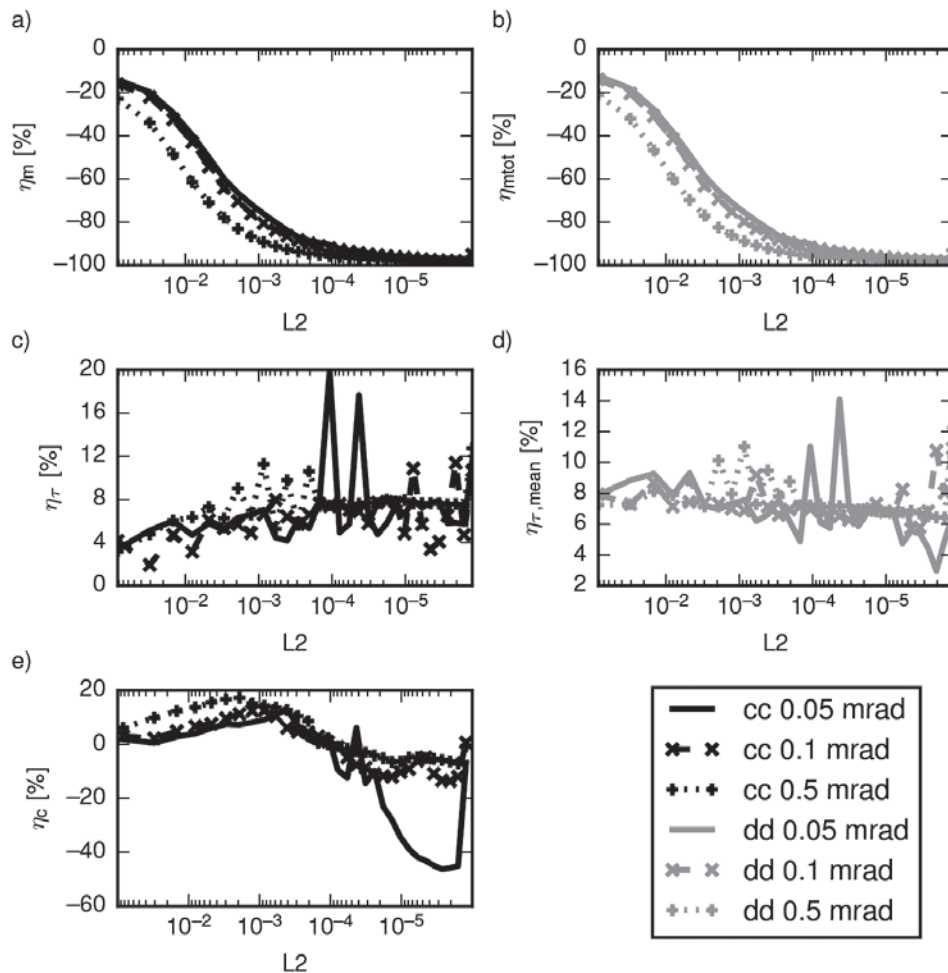 a)
0
−20
−40
−60
−80
−100
ηm [%]
10−2 10−3 10−4 10−5
L2
b)
0
−20
−40
−60
−80
−100
ηmtot [%]
10−2 10−3 10−4 10−5
L2
c)
20
16
12
8
4
0
ητ [%]
10−2 10−3 10−4 10−5
L2
d)
16
14
12
10
8
6
4
2
ητ,mean [%]
10−2 10−3 10−4 10−5
L2
e)
20
0
−20
−40
−60
ηc [%]
10−2 10−3 10−4 10−5
L2
cc 0.05 mrad
cc 0.1 mrad
cc 0.5 mrad
dd 0.05 mrad
dd 0.1 mrad
dd 0.5 mrad